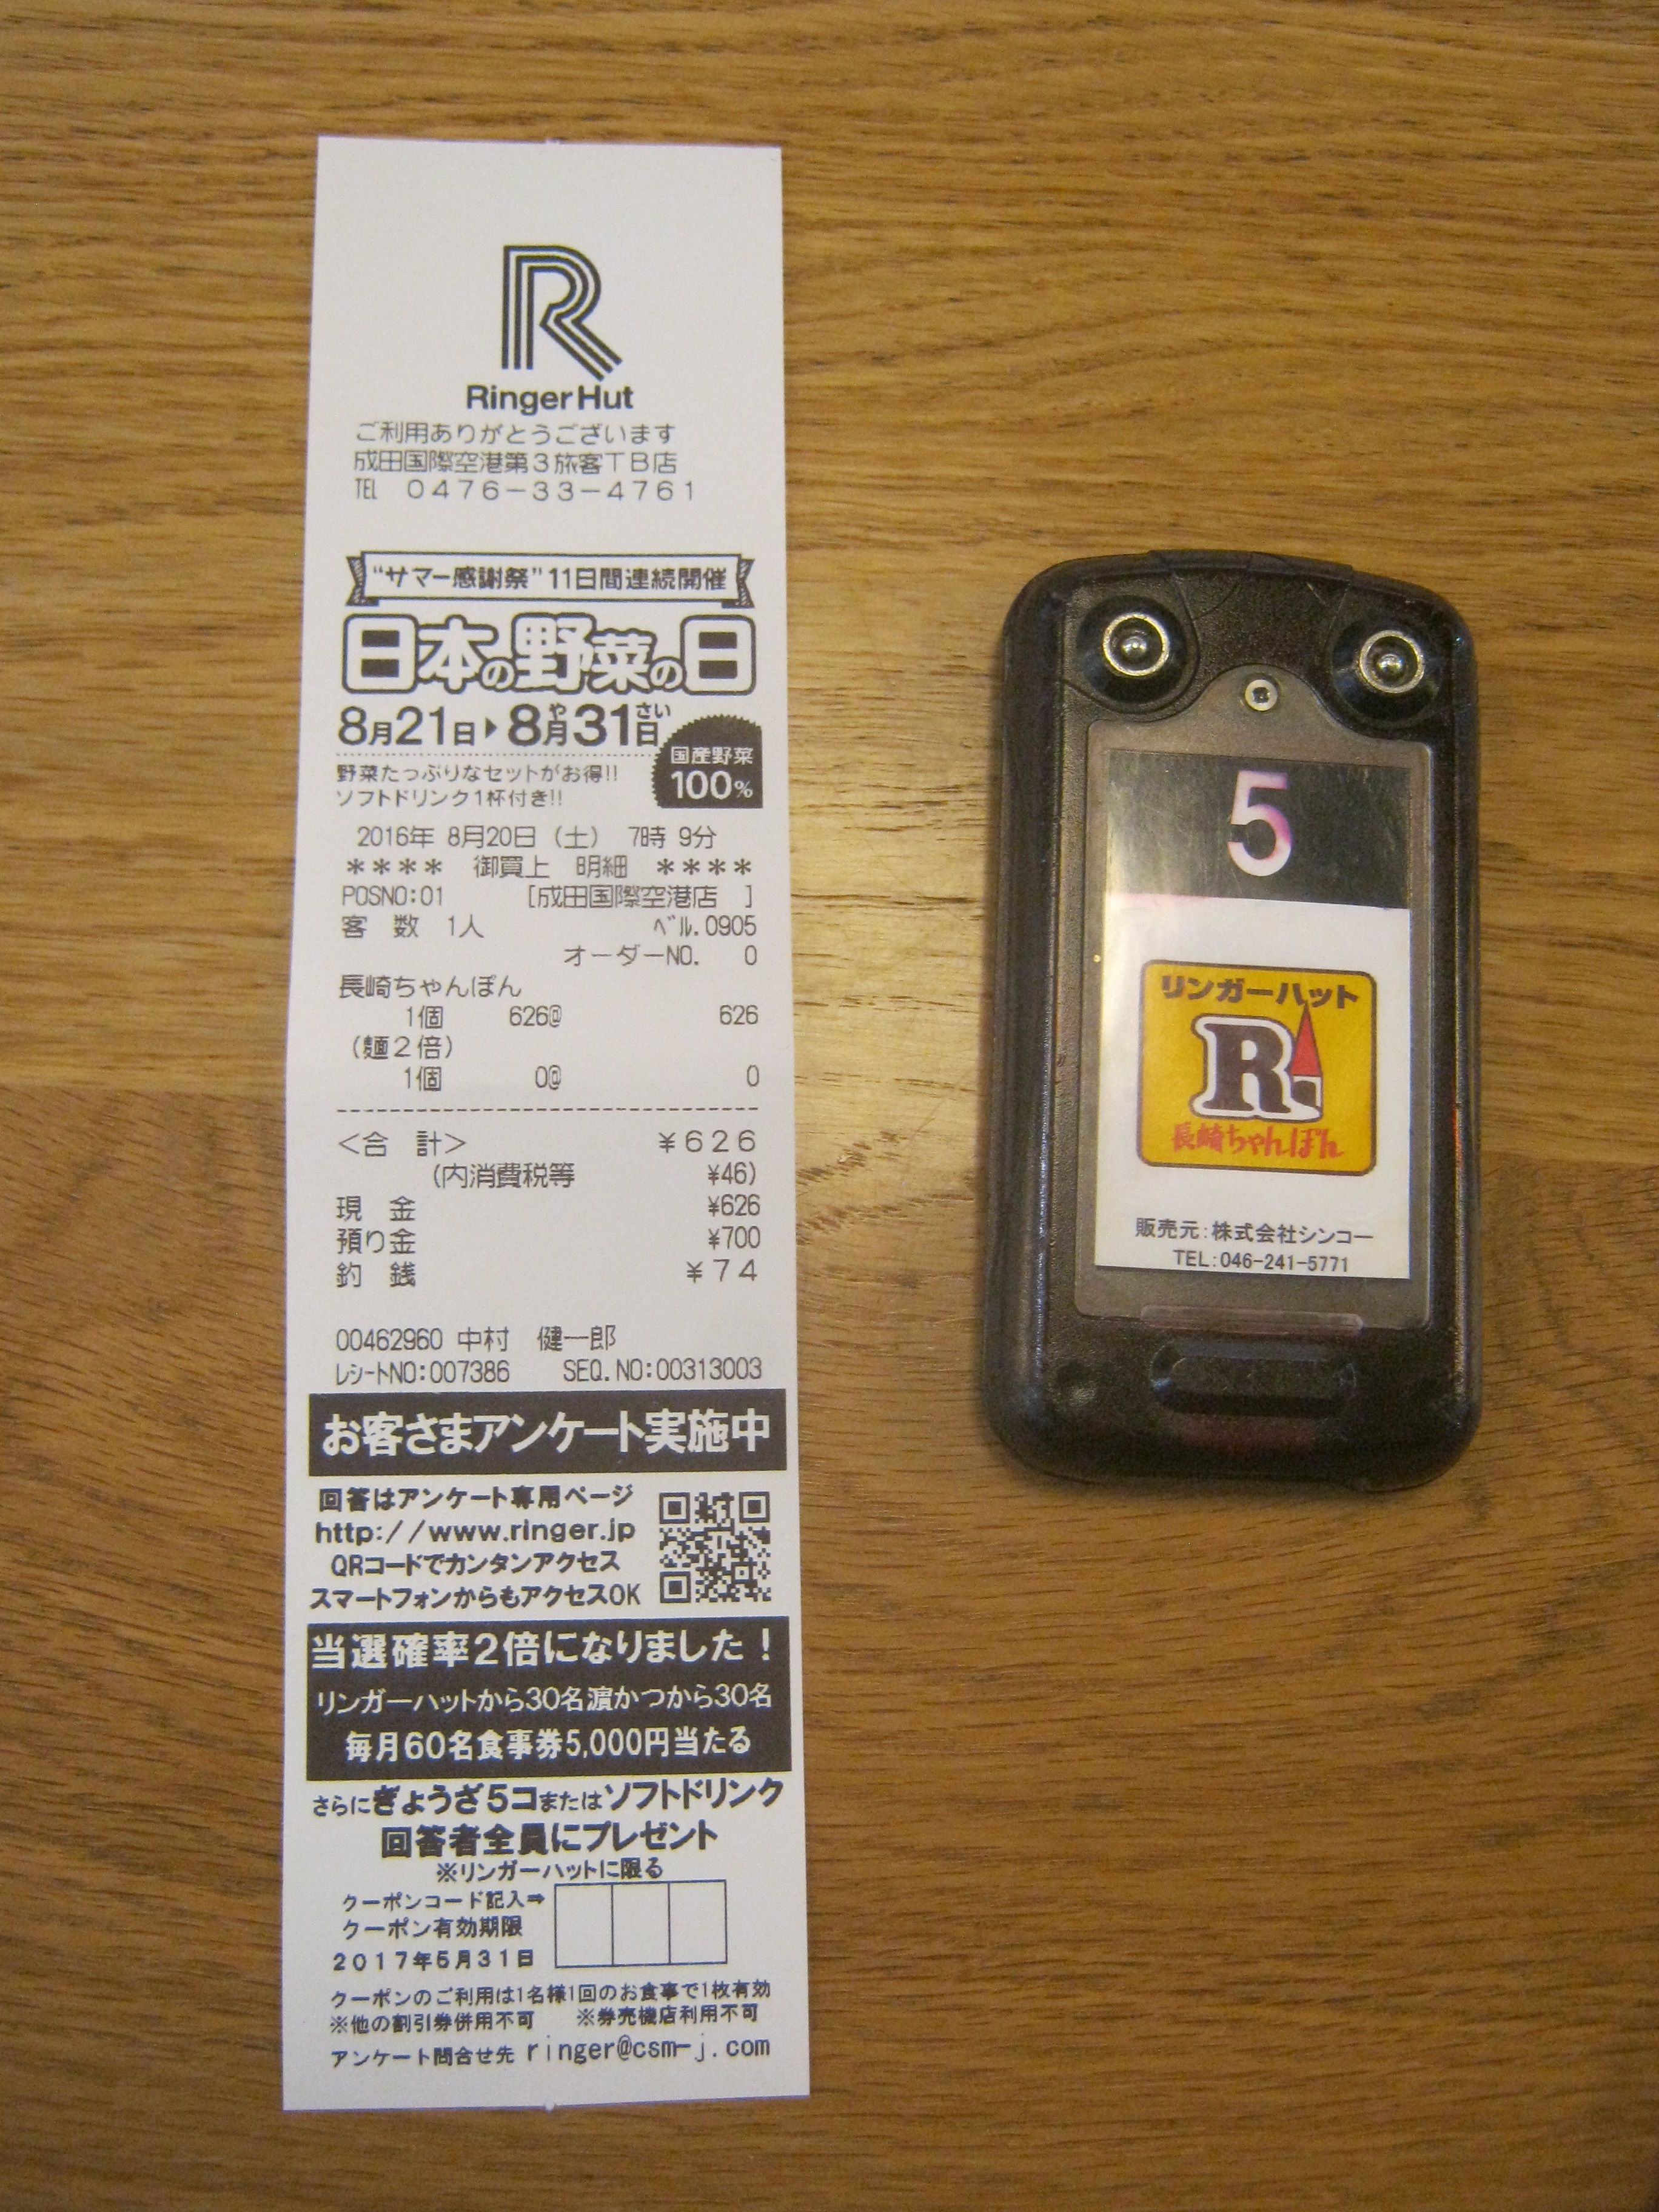 R
RingerHut
ご利用ありがとうございます
成田国際空港第3旅客TB店
TEL 0476-33-4761
"サマー感謝祭"11日間連続開催
日本の野菜の日
8月21日▶8月31日
や さい
国産野菜
100%
野菜たっぷりなセットがお得!!
ソフトドリンク1杯付き!!
2016年 8月20日(土) 7時 9分
**** 御買上 明細 ****
POSNO:01 [成田国際空港店 ]
客 数 1人 ベル.0905
オーダーNO. 0
長崎ちゃんぽん
1個 626@ 626
(麺2倍)
1個 0@ 0
<合 計> ¥626
(内消費税等 ¥46)
現 金 ¥626
預り金 ¥700
釣 銭 ¥74
00462960 中村 健一郎
レシートNO:007386 SEQ.NO:00313003
お客さまアンケート実施中
回答はアンケート専用ページ
http://www.ringer.jp
QRコードでカンタンアクセス
スマートフォンからもアクセスOK
当選確率2倍になりました!
リンガーハットから30名濵かつから30名
毎月60名食事券5,000円当たる
さらにぎょうざ5コまたはソフトドリンク
回答者全員にプレゼント
※リンガーハットに限る
クーポンコード記入⇒
クーポン有効期限
2017年5月31日
クーポンのご利用は1名様1回のお食事で1枚有効
※他の割引券併用不可 ※券売機店利用不可
アンケート問合せ先 ringer@csm-j.com
5
リンガーハット
R
長崎ちゃんぽん
販売元:株式会社シンコー
TEL:046-241-5771